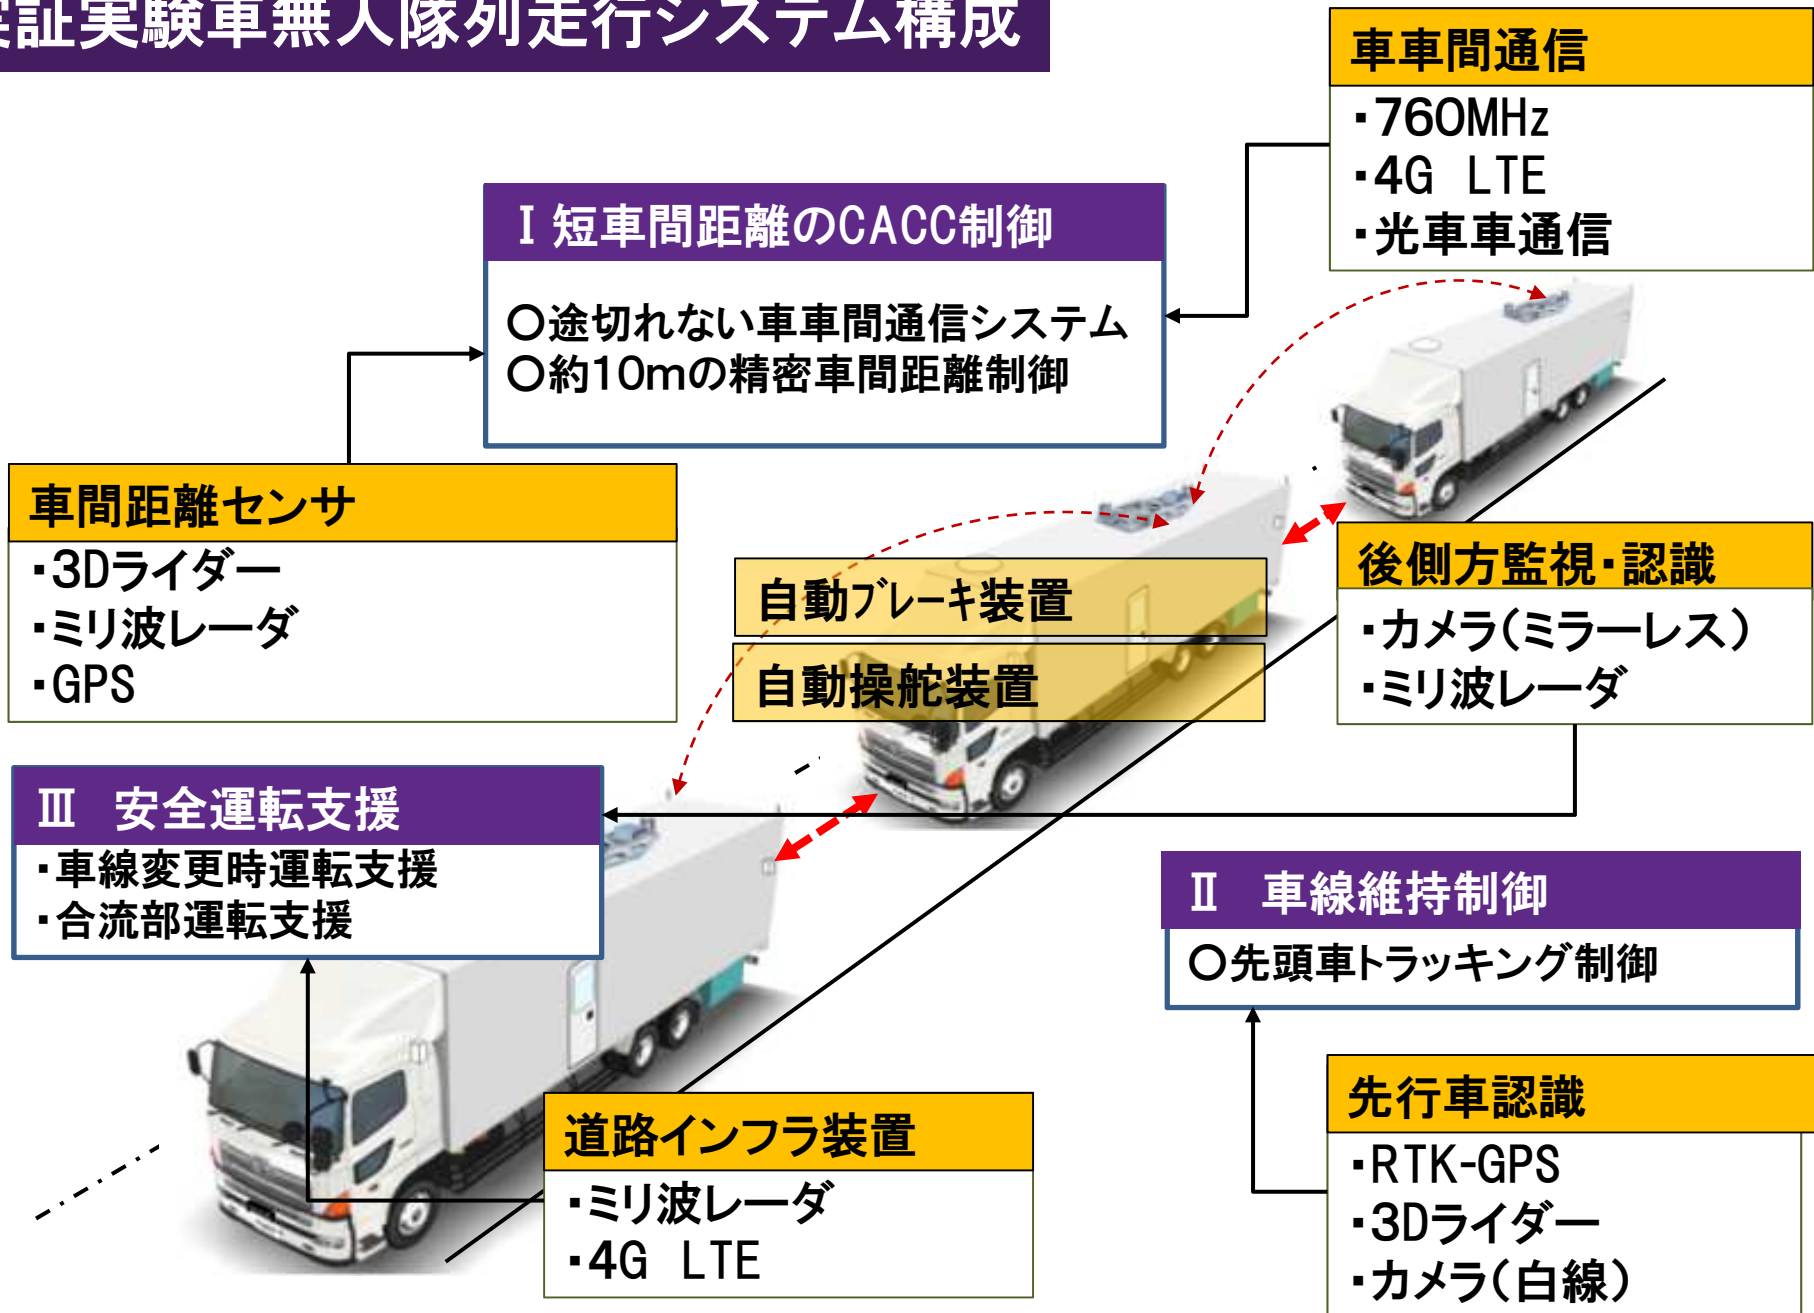 実証実験車無人隊列走行システム構成
車車間通信
・760MHz
・4G LTE
・光車車通信
Ⅰ 短車間距離のCACC制御
○途切れない車車間通信システム
○約10mの精密車間距離制御
車間距離センサ
・3Dライダー
・ミリ波レーダ
・GPS
自動ブレーキ装置
自動操舵装置
後側方監視・認識
・カメラ(ミラーレス)
・ミリ波レーダ
Ⅲ 安全運転支援
・車線変更時運転支援
・合流部運転支援
Ⅱ 車線維持制御
○先頭車トラッキング制御
道路インフラ装置
・ミリ波レーダ
・4G LTE
先行車認識
・RTK-GPS
・3Dライダー
・カメラ(白線)